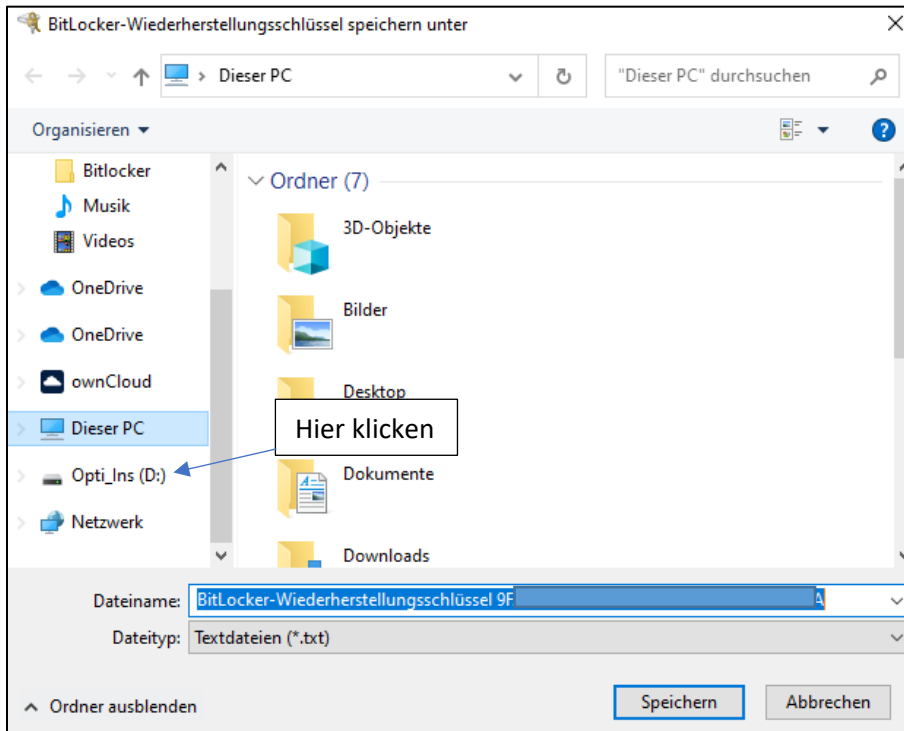 BitLocker-Wiederherstellungsschlüssel speichern unter
Dieser PC
"Dieser PC" durchsuchen
Organisieren
Bitlocker
Musik
Videos
OneDrive
OneDrive
ownCloud
Dieser PC
Opti_Ins (D:)
Netzwerk
Ordner (7)
3D-Objekte
Bilder
Desktop
Hier klicken
Dokumente
Downloads
Dateiname: BitLocker-Wiederherstellungsschlüssel 9F A
Dateityp: Textdateien (*.txt)
Ordner ausblenden
Speichern
Abbrechen